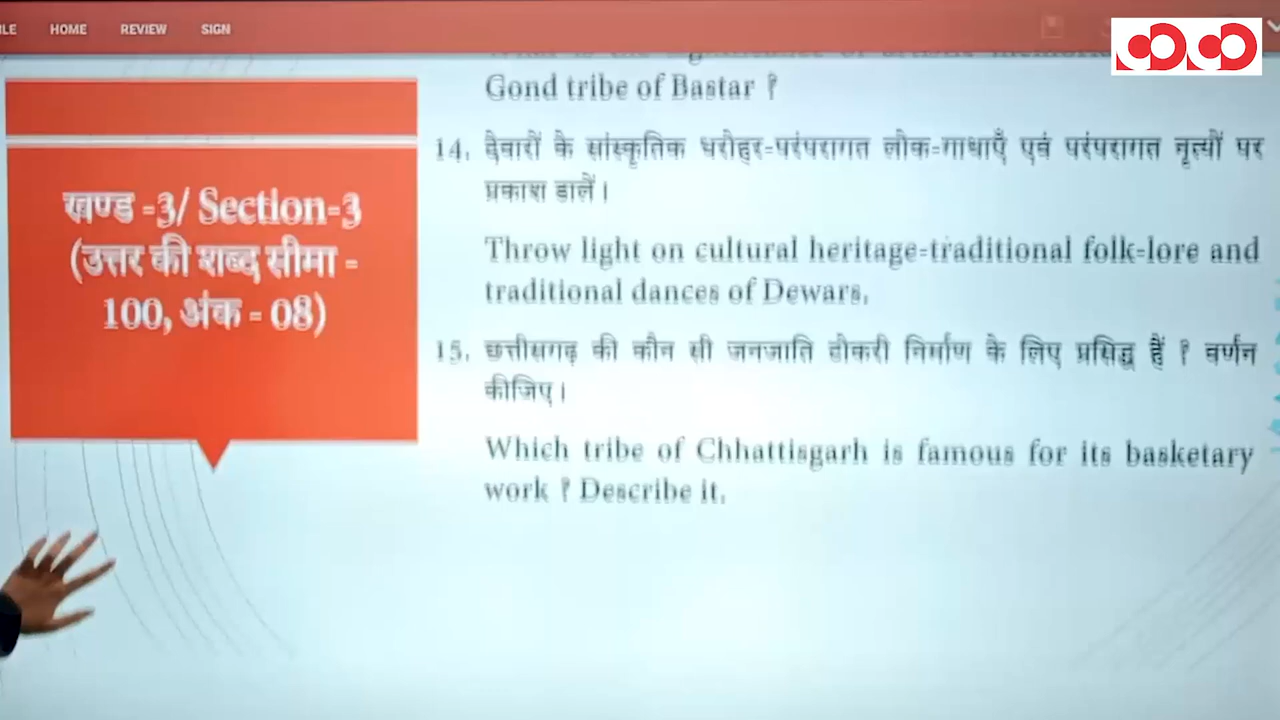 HOME REVIEW SIGN
Gond tribe of Bastar ?
14. देवारों के सांस्कृतिक धरोहर-परंपरागत लोक-गाथाएँ एवं परंपरागत नृत्यों पर
प्रकाश डालें।
Throw light on cultural heritage-traditional folk-lore and
traditional dances of Dewars.
15. छत्तीसगढ़ की कौन सी जनजाति टोकरी निर्माण के लिए प्रसिद्ध हैं ? वर्णन
कीजिए।
Which tribe of Chhattisgarh is famous for its basketary
work ? Describe it.
खण्ड -3/ Section-3
(उत्तर की शब्द सीमा -
100, अंक - 08)